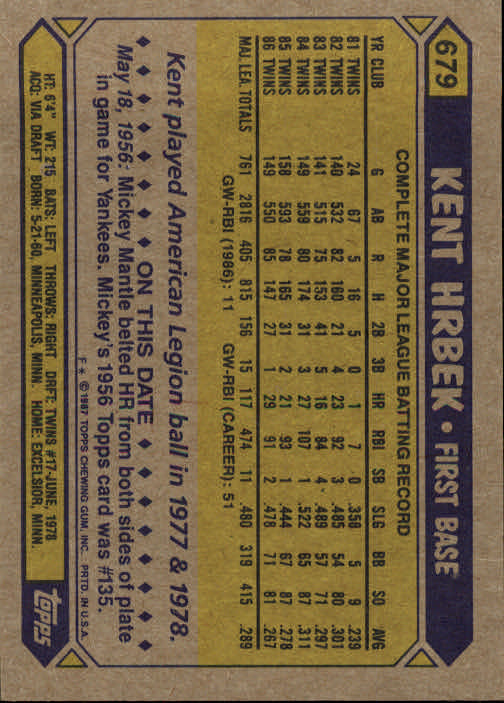 679
KENT HRBEK • FIRST BASE
COMPLETE MAJOR LEAGUE BATTING RECORD
YR CLUB G AB R H 2B 3B HR RBI SB SLG BB SO AVG
81 TWINS 24 67 5 16 5 0 1 7 0 .358 5 9 .239
82 TWINS 140 532 82 160 21 4 23 92 3 .485 54 80 .301
83 TWINS 141 515 75 153 41 5 16 84 4 .489 57 71 .297
84 TWINS 149 559 80 174 31 3 27 107 1 .522 65 87 .311
85 TWINS 158 593 78 165 31 2 21 93 1 .444 67 87 .278
86 TWINS 149 550 85 147 27 1 29 91 2 .478 71 81 .267
MAJ. LEA. TOTALS 761 2816 405 815 156 15 117 474 11 .480 319 415 .289
GW-RBI (1986): 11 GW-RBI (CAREER): 51
Kent played American Legion ball in 1977 & 1978.
◆ ◆ ◆ ◆ ◆ ◆ ON THIS DATE ◆ ◆ ◆ ◆ ◆ ◆
May 18, 1956: Mickey Mantle belted HR from both sides of plate
in game for Yankees. Mickey's 1956 Topps card was #135.
F* © 1987 TOPPS CHEWING GUM, INC. PRTD. IN U.S.A.
HT: 6'4" WT: 215 BATS: LEFT THROWS: RIGHT DRFT: TWINS #17-JUNE, 1978
ACQ: VIA DRAFT BORN: 5-21-60, MINNEAPOLIS, MINN. HOME: EXCELSIOR, MINN.
TOPPS